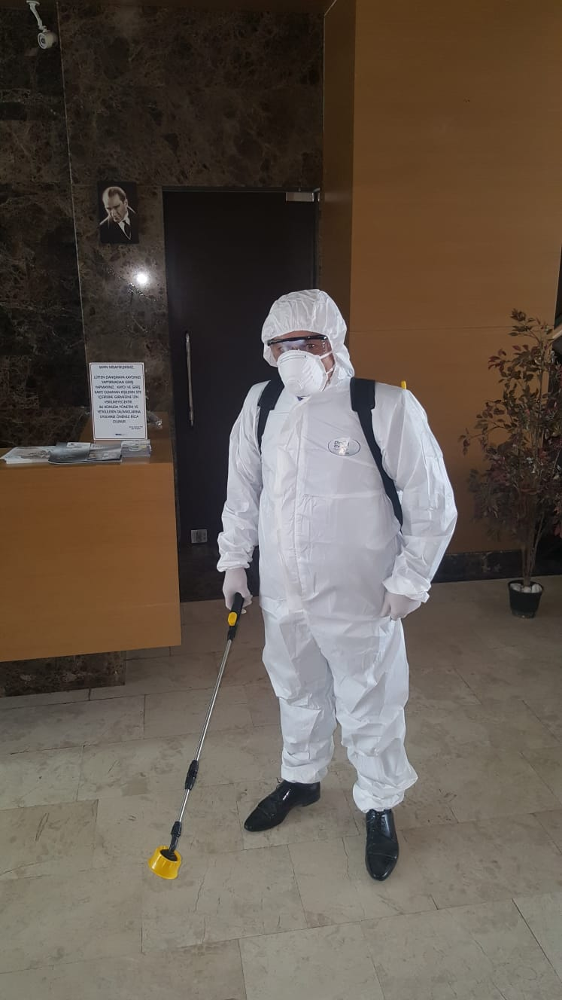 SAYIN MİSAFİRLERİMİZ,
LÜTFEN DANIŞMAYA KAYDINIZI
YAPTIRMADAN GİRİŞ
YAPMAYINIZ. KAYDI VE GİRİŞ
KARTI OLMAYAN KİŞİLERİN SİTE
İÇERİSİNE GİRMESİNE İZİN
VERİLMEYECEKTİR.
BU KONUDA YÖNETİM VE
YETKİLİLERİN TALİMATLARINA
UYULMASI ÖNEMLE RİCA
OLUNUR.